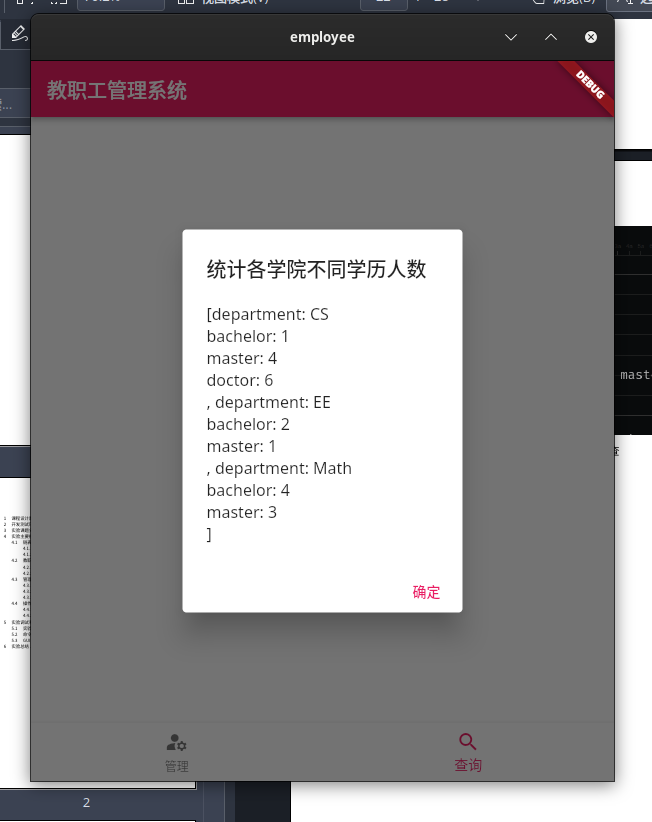 employee
教职工管理系统
DEBUG
统计各学院不同学历人数
[department: CS
bachelor: 1
master: 4
doctor: 6
, department: EE
bachelor: 2
master: 1
, department: Math
bachelor: 4
master: 3
]
确定
管理
查询
mast
2